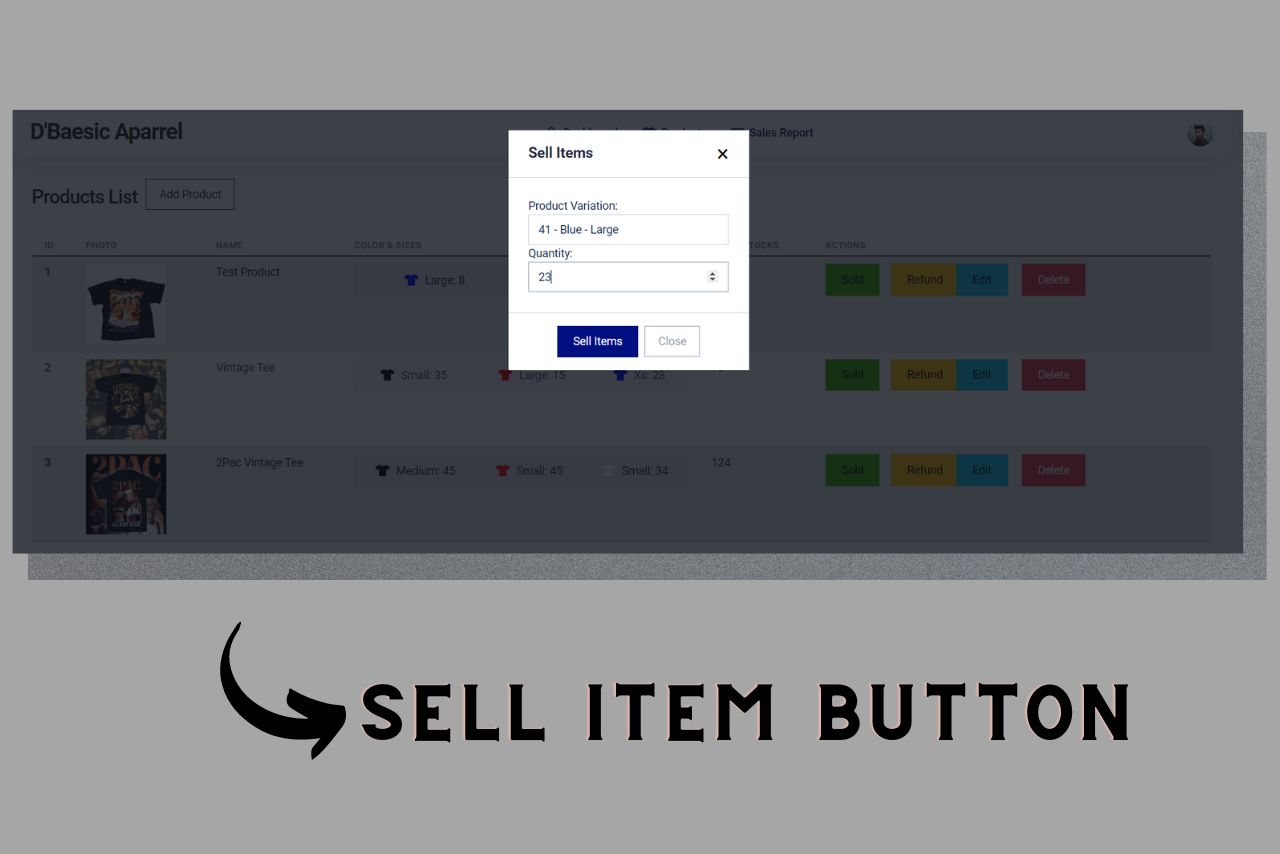 D'Baesic Aparrel
Sales Report
Sell Items
Products List
Add Product
Product Variation:
41 - Blue - Large
Quantity:
23
Sell Items
Close
ID PHOTO NAME COLOR & SIZES ACTIONS
1 Test Product Large: 8 Sold Refund Edit Delete
2 Vintage Tee Small: 35 Large: 15 Xs: 28 Sold Refund Edit Delete
3 2Pac Vintage Tee Medium: 45 Small: 45 Small: 34 124 Sold Refund Edit Delete
2PAC
2PAC
SELL ITEM BUTTON